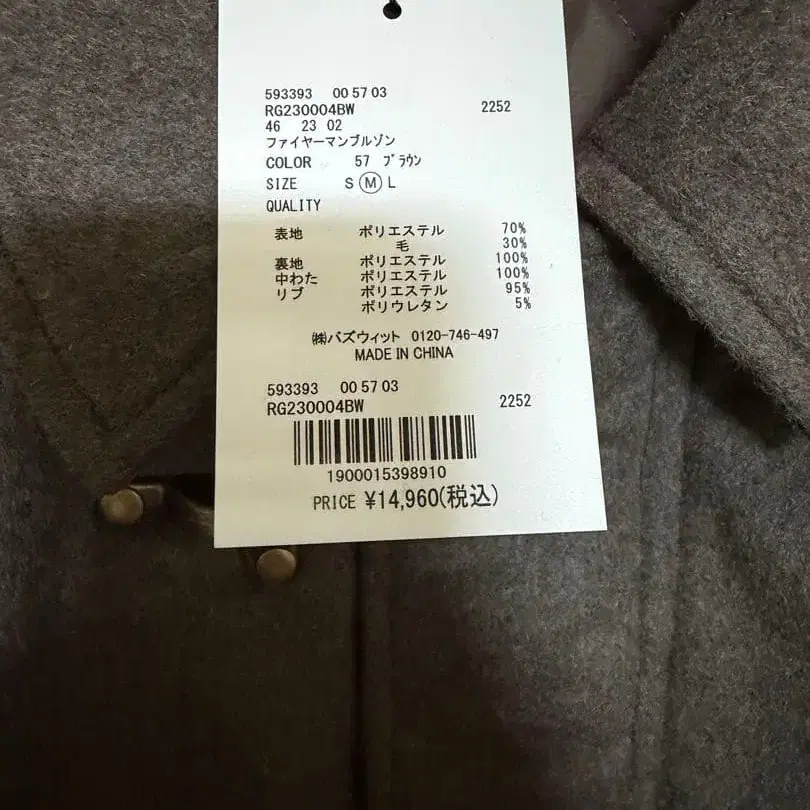 593393 00 57 03
RG230004BW 2252
46 23 02
ファイヤーマンブルゾン
COLOR 57 ブラウン
SIZE S M L
QUALITY
表地 ポリエステル 70%
毛 30%
裏地 ポリエステル 100%
中わた ポリエステル 100%
リブ ポリエステル 95%
ポリウレタン 5%
㈱バズウィット 0120-746-497
MADE IN CHINA
593393 00 57 03
RG230004BW 2252
1900015398910
PRICE ¥14,960(税込)